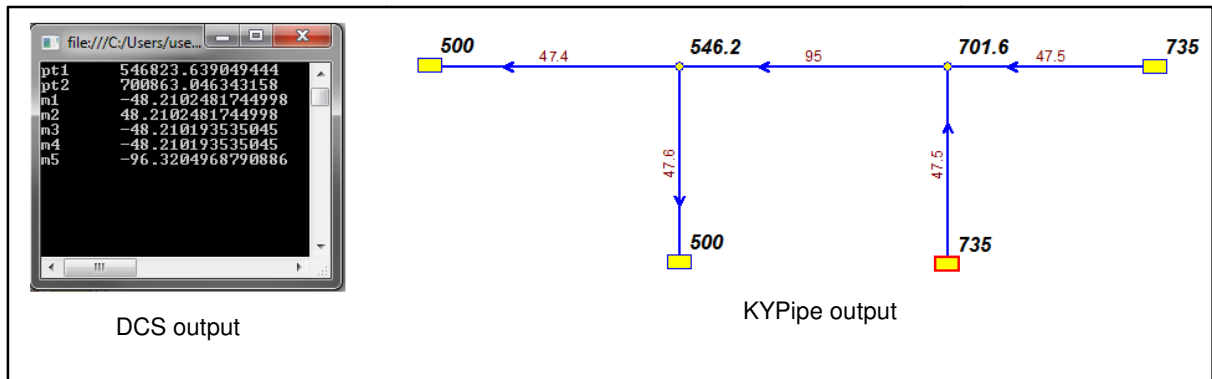 file:///C:/Users/use...
pt1 546823.639049444
pt2 700863.046343158
m1 -48.2102481744998
m2 48.2102481744998
m3 -48.210193535045
m4 -48.210193535045
m5 -96.3204968790886
DCS output
500
47.4
546.2
95
701.6
47.5
735
47.6
47.5
500
735
KYPipe output